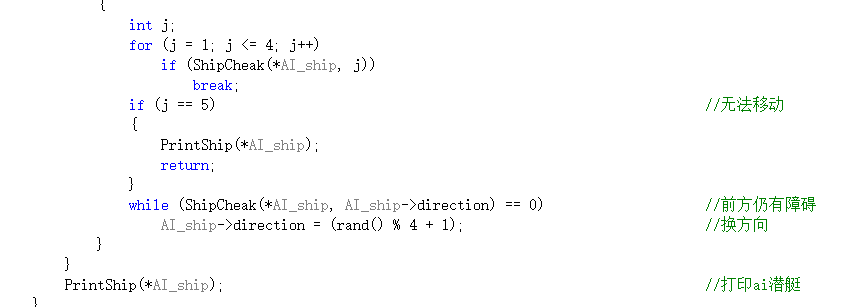 {
int j;
for (j = 1; j <= 4; j++)
if (ShipCheak(*AI_ship, j))
break;
if (j == 5) //无法移动
{
PrintShip(*AI_ship);
return;
}
while (ShipCheak(*AI_ship, AI_ship->direction) == 0) //前方仍有障碍
AI_ship->direction = (rand() % 4 + 1); //换方向
}
}
PrintShip(*AI_ship); //打印ai潜艇
}